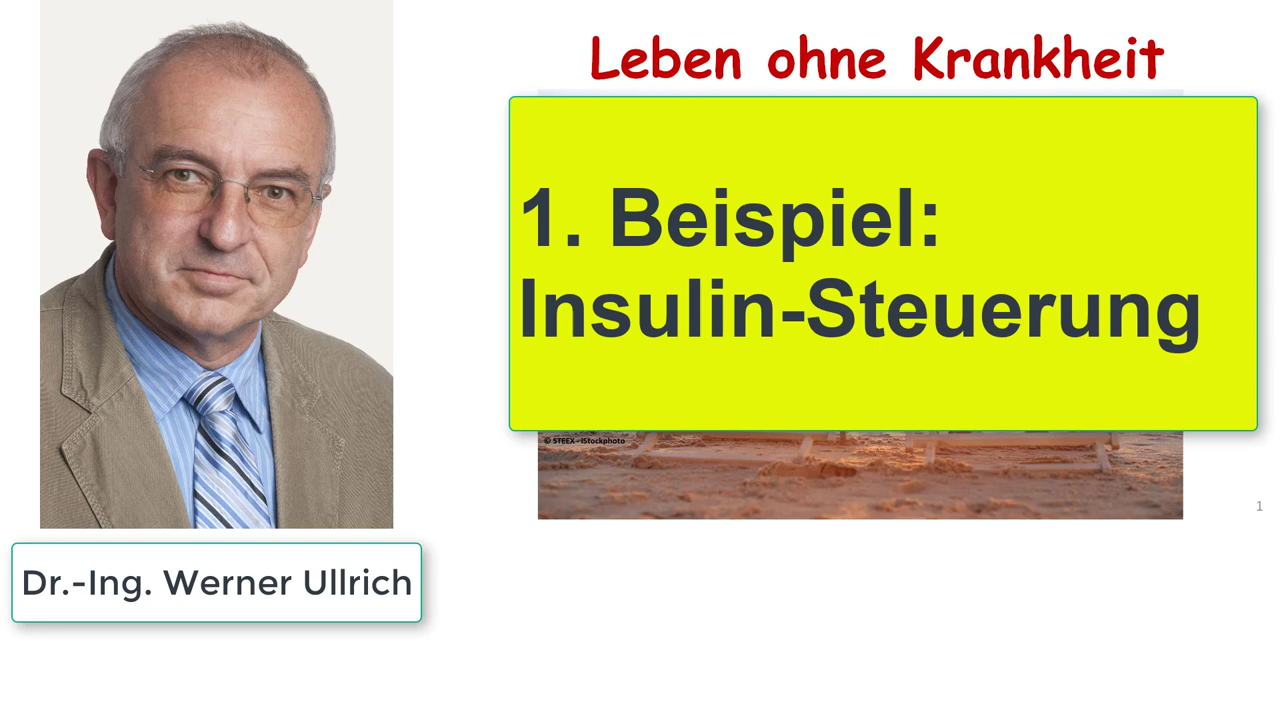 Leben ohne Krankheit
1. Beispiel:
Insulin-Steuerung
© STEEX - iStockphoto
1
Dr.-Ing. Werner Ullrich